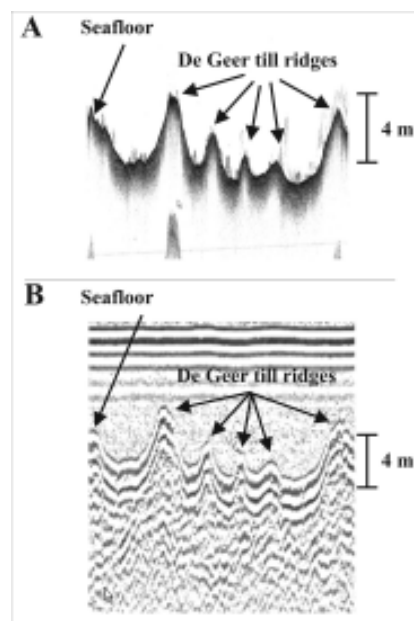 A
Seafloor
De Geer till ridges
4 m
B
Seafloor
De Geer till ridges
4 m